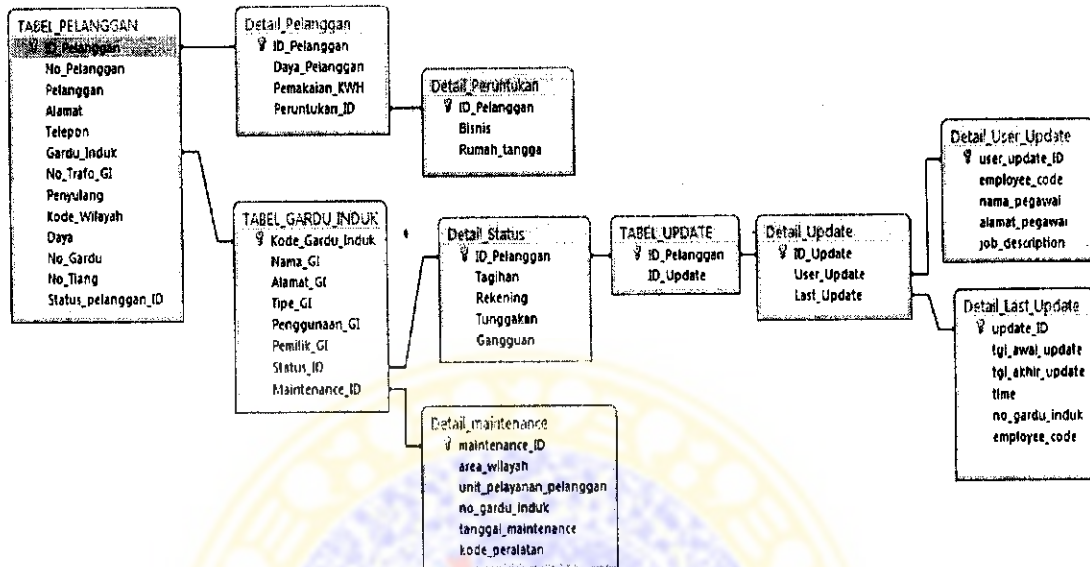 TABEL_PELANGGAN
ID_Pelanggan
No_Pelanggan
Pelanggan
Alamat
Telepon
Gardu_Induk
No_Trafo_GI
Penyulang
Kode_Wilayah
Daya
No_Gardu
No_Tiang
Status_pelanggan_ID
Detail_Pelanggan
ID_Pelanggan
Daya_Pelanggan
Pemakaian_KWH
Peruntukan_ID
Detail_Peruntukan
ID_Pelanggan
Bisnis
Rumah_tangga
TABEL_GARDU_INDUK
Kode_Gardu_Induk
Nama_GI
Alamat_GI
Tipe_GI
Penggunaan_GI
Pemilik_GI
Status_ID
Maintenance_ID
Detail_Status
ID_Pelanggan
Tagihan
Rekening
Tunggakan
Gangguan
TABEL_UPDATE
ID_Pelanggan
ID_Update
Detail_Update
ID_Update
User_Update
Last_Update
Detail_User_Update
user_update_ID
employee_code
nama_pegawai
alamat_pegawai
job_description
Detail_Last_Update
update_ID
tgl_awal_update
tgl_akhir_update
time
no_gardu_induk
employee_code
Detail_maintenance
maintenance_ID
area_wilayah
unit_pelayanan_pelanggan
no_gardu_induk
tanggal_maintenance
kode_peralatan